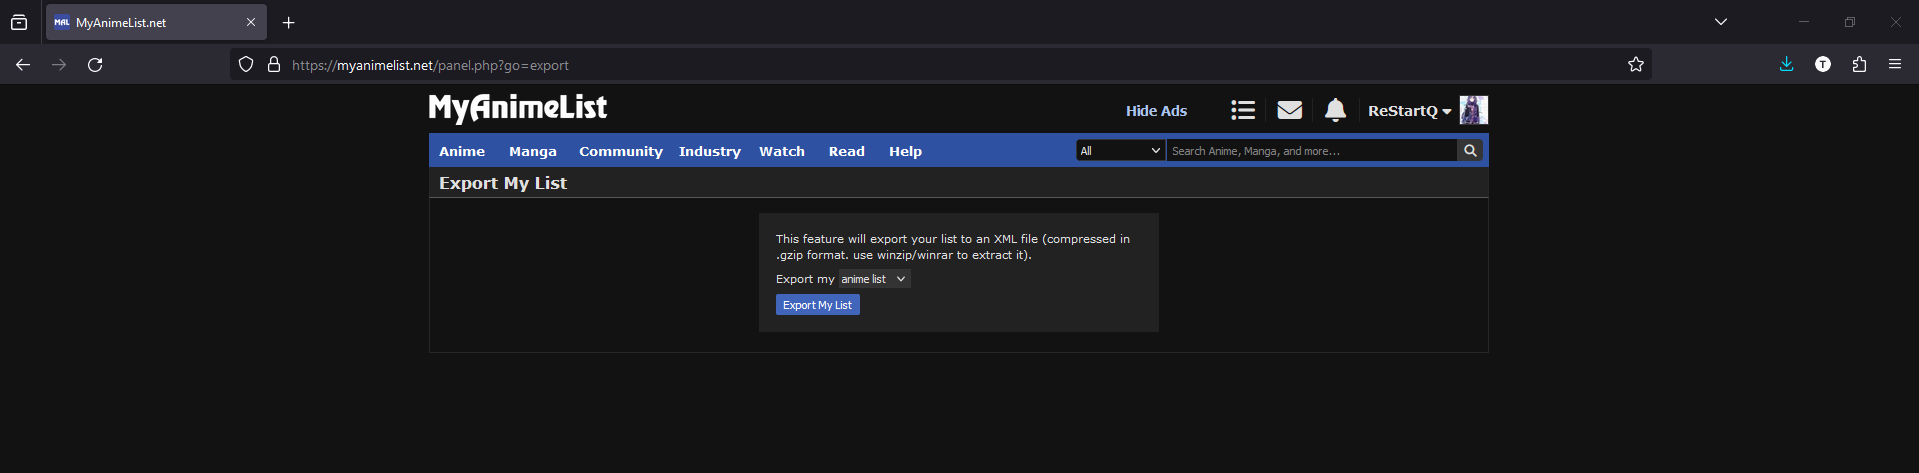 MAL MyAnimeList.net
https://myanimelist.net/panel.php?go=export
T
MyAnimeList
Hide Ads
ReStartQ
Anime Manga Community Industry Watch Read Help
All
Search Anime, Manga, and more...
Export My List
This feature will export your list to an XML file (compressed in
.gzip format. use winzip/winrar to extract it).
Export my anime list
Export My List